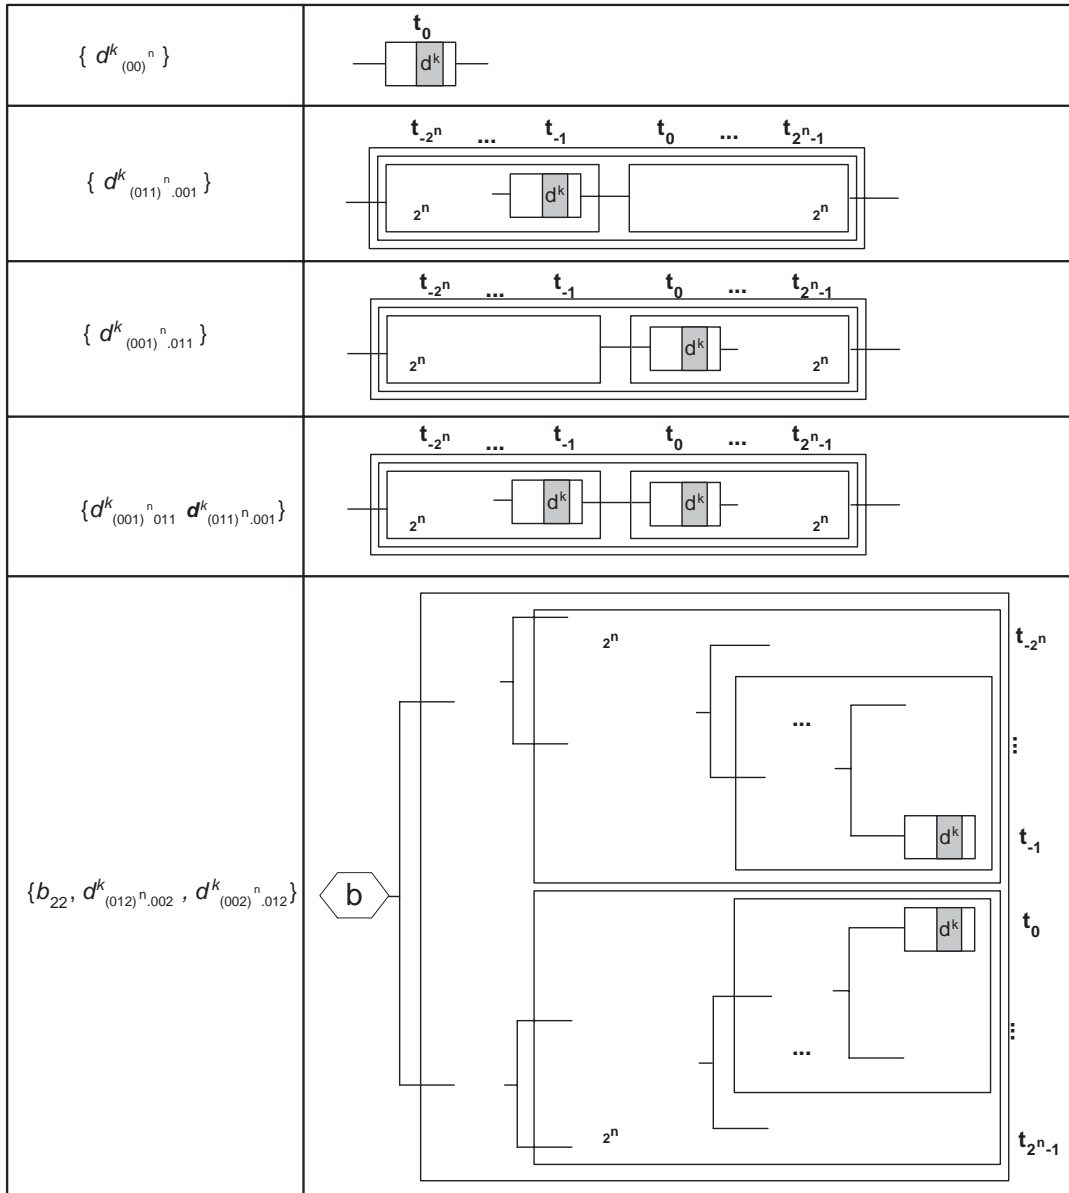 { d^k_(00)^n }
t_0
d^k
{ d^k_(011)^n.001 }
t_-2^n ... t_-1 t_0 ... t_2^n-1
d^k
2^n 2^n
{ d^k_(001)^n.011 }
t_-2^n ... t_-1 t_0 ... t_2^n-1
d^k
2^n 2^n
{d^k_(001)^n 011 d^k_(011)^n.001}
t_-2^n ... t_-1 t_0 ... t_2^n-1
d^k d^k
2^n 2^n
{b_22, d^k_(012)^n.002 , d^k_(002)^n.012}
b
2^n
t_-2^n
...
...
d^k
t_-1
d^k
t_0
...
...
2^n
t_2^n-1